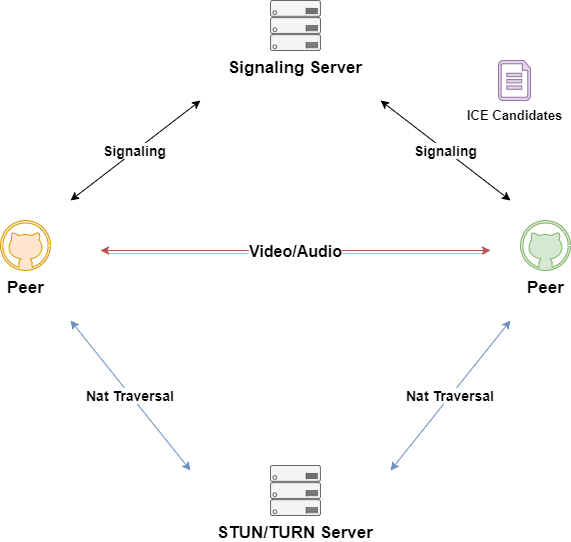 Signaling Server
ICE Candidates
Signaling
Signaling
Video/Audio
Peer
Peer
Nat Traversal
Nat Traversal
STUN/TURN Server